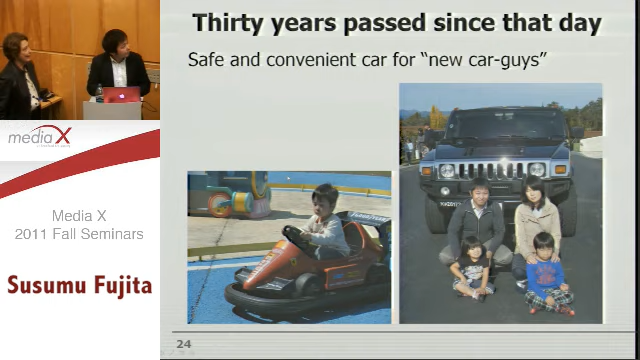 Thirty years passed since that day
Safe and convenient car for “new car-guys”
media X
Media X
2011 Fall Seminars
Susumu Fujita
24